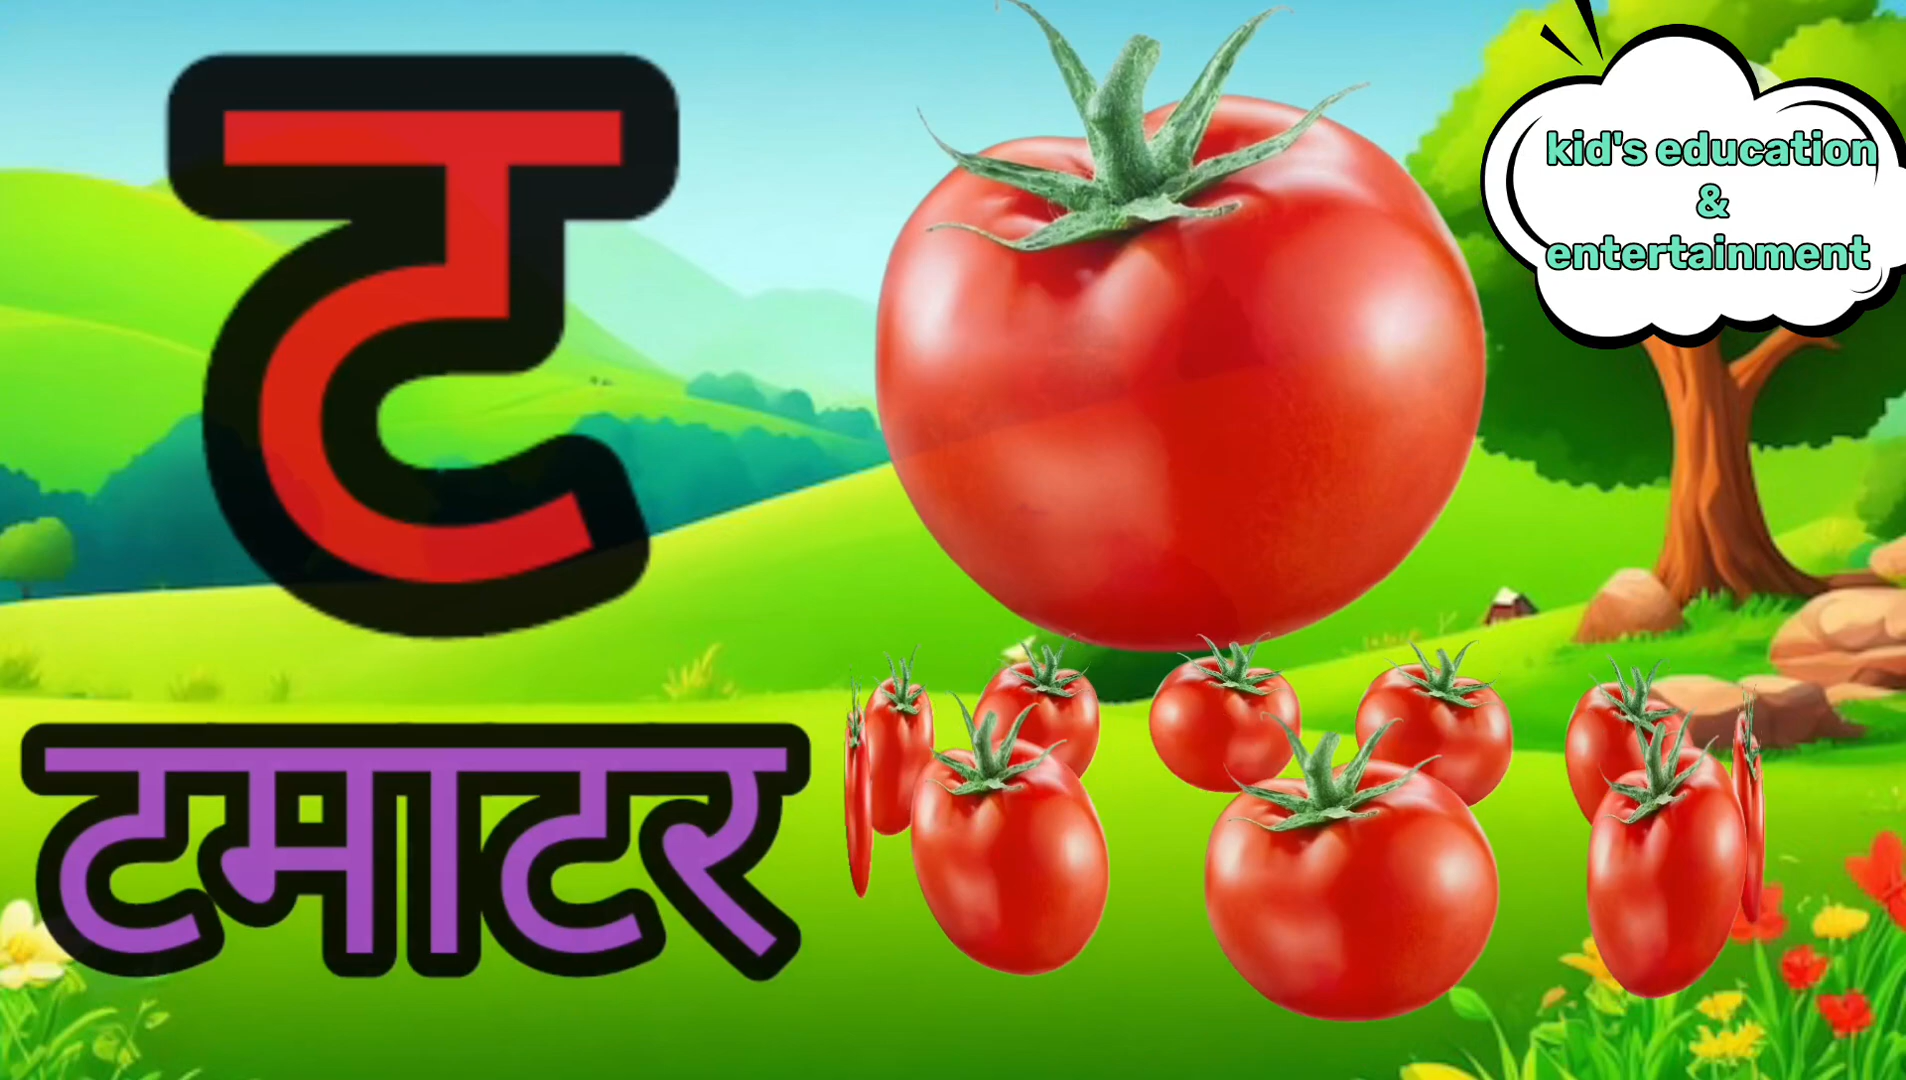 ट
kid's education
&
entertainment
टमाटर